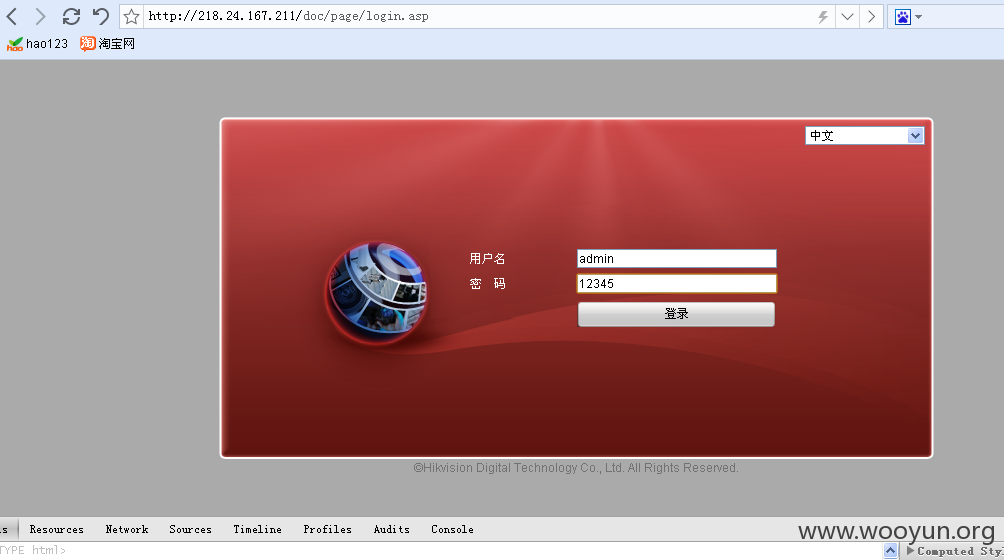 http://218.24.167.211/doc/page/login.asp
hao123 淘宝网
中文
用户名 admin
密 码 12345
登录
©Hikvision Digital Technology Co., Ltd. All Rights Reserved.
s Resources Network Sources Timeline Profiles Audits Console
www.wooyun.org
TYPE html> Computed Sty